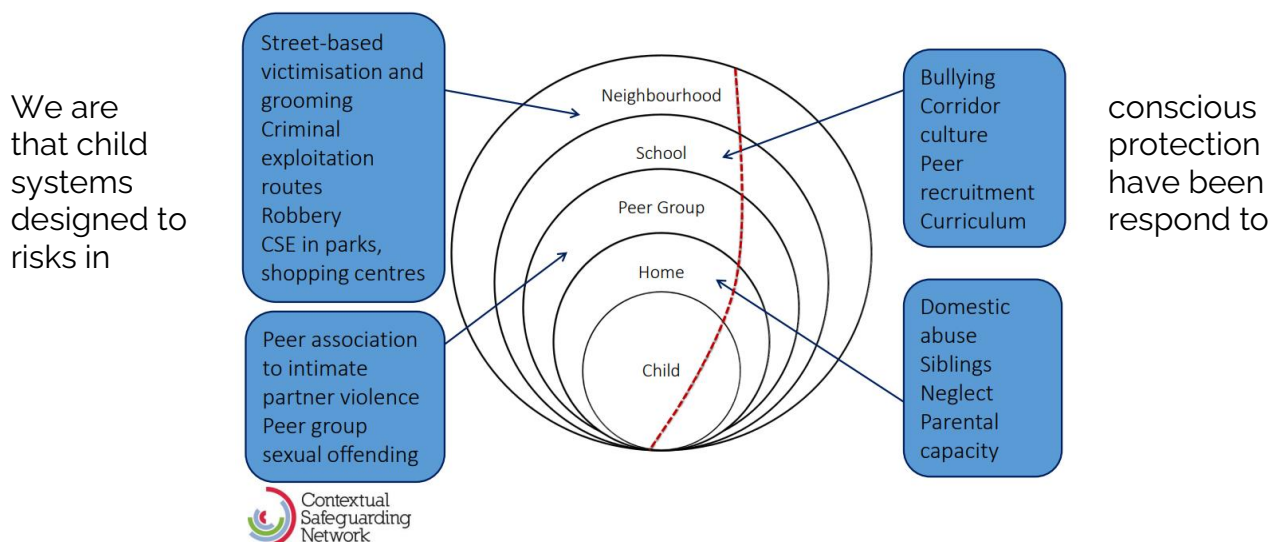 We are conscious
that child protection
systems have been
designed to respond to
risks in
Street-based
victimisation and
grooming
Criminal
exploitation
routes
Robbery
CSE in parks,
shopping centres
Peer association
to intimate
partner violence
Peer group
sexual offending
Neighbourhood
School
Peer Group
Home
Child
Bullying
Corridor
culture
Peer
recruitment
Curriculum
Domestic
abuse
Siblings
Neglect
Parental
capacity
Contextual
Safeguarding
Network